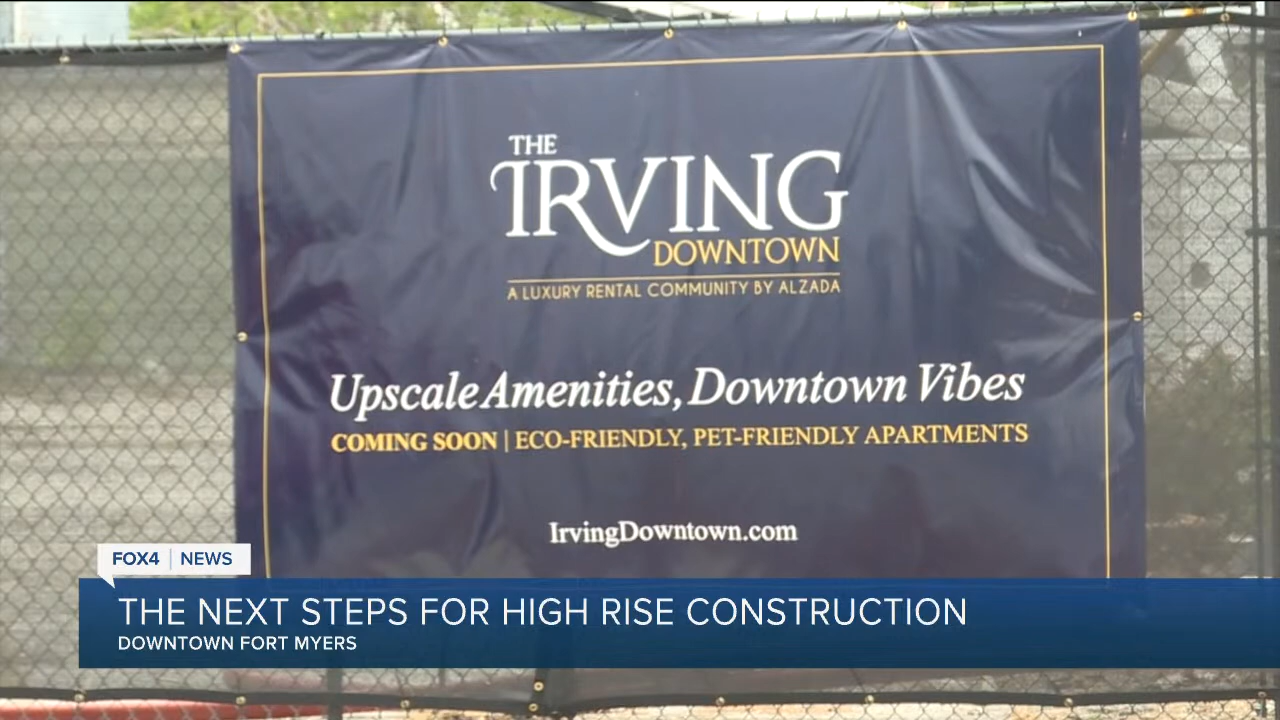 THE
IRVING
DOWNTOWN
A LUXURY RENTAL COMMUNITY BY ALZADA
Upscale Amenities, Downtown Vibes
COMING SOON | ECO-FRIENDLY, PET-FRIENDLY APARTMENTS
IrvingDowntown.com
FOX4 | NEWS
THE NEXT STEPS FOR HIGH RISE CONSTRUCTION
DOWNTOWN FORT MYERS